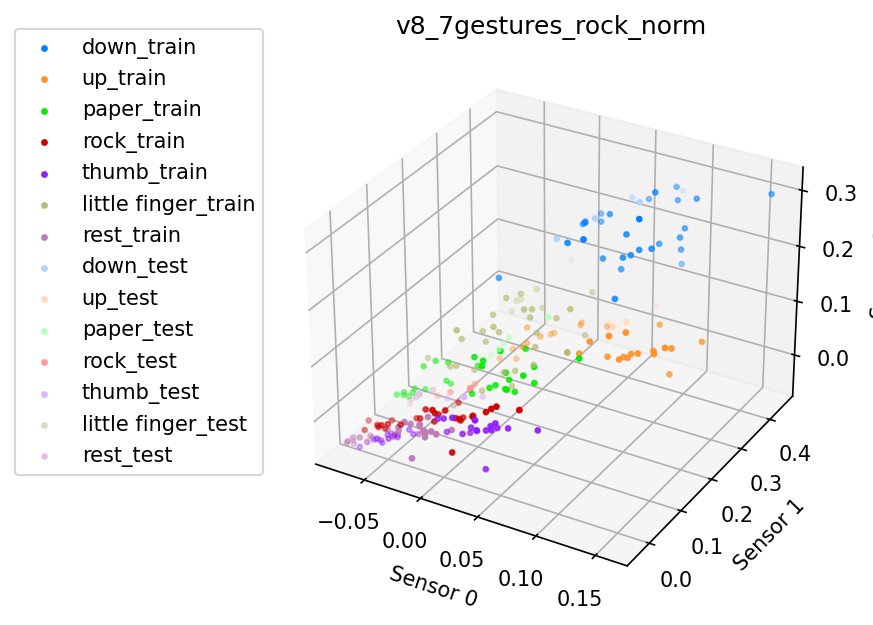 v8_7gestures_rock_norm
down_train
up_train
paper_train
rock_train
thumb_train
little finger_train
rest_train
down_test
up_test
paper_test
rock_test
thumb_test
little finger_test
rest_test
0.3
0.2
0.1
0.0
0.4
0.3
0.2
0.1
0.0
Sensor 1
−0.05
0.00
0.05
0.10
0.15
Sensor 0